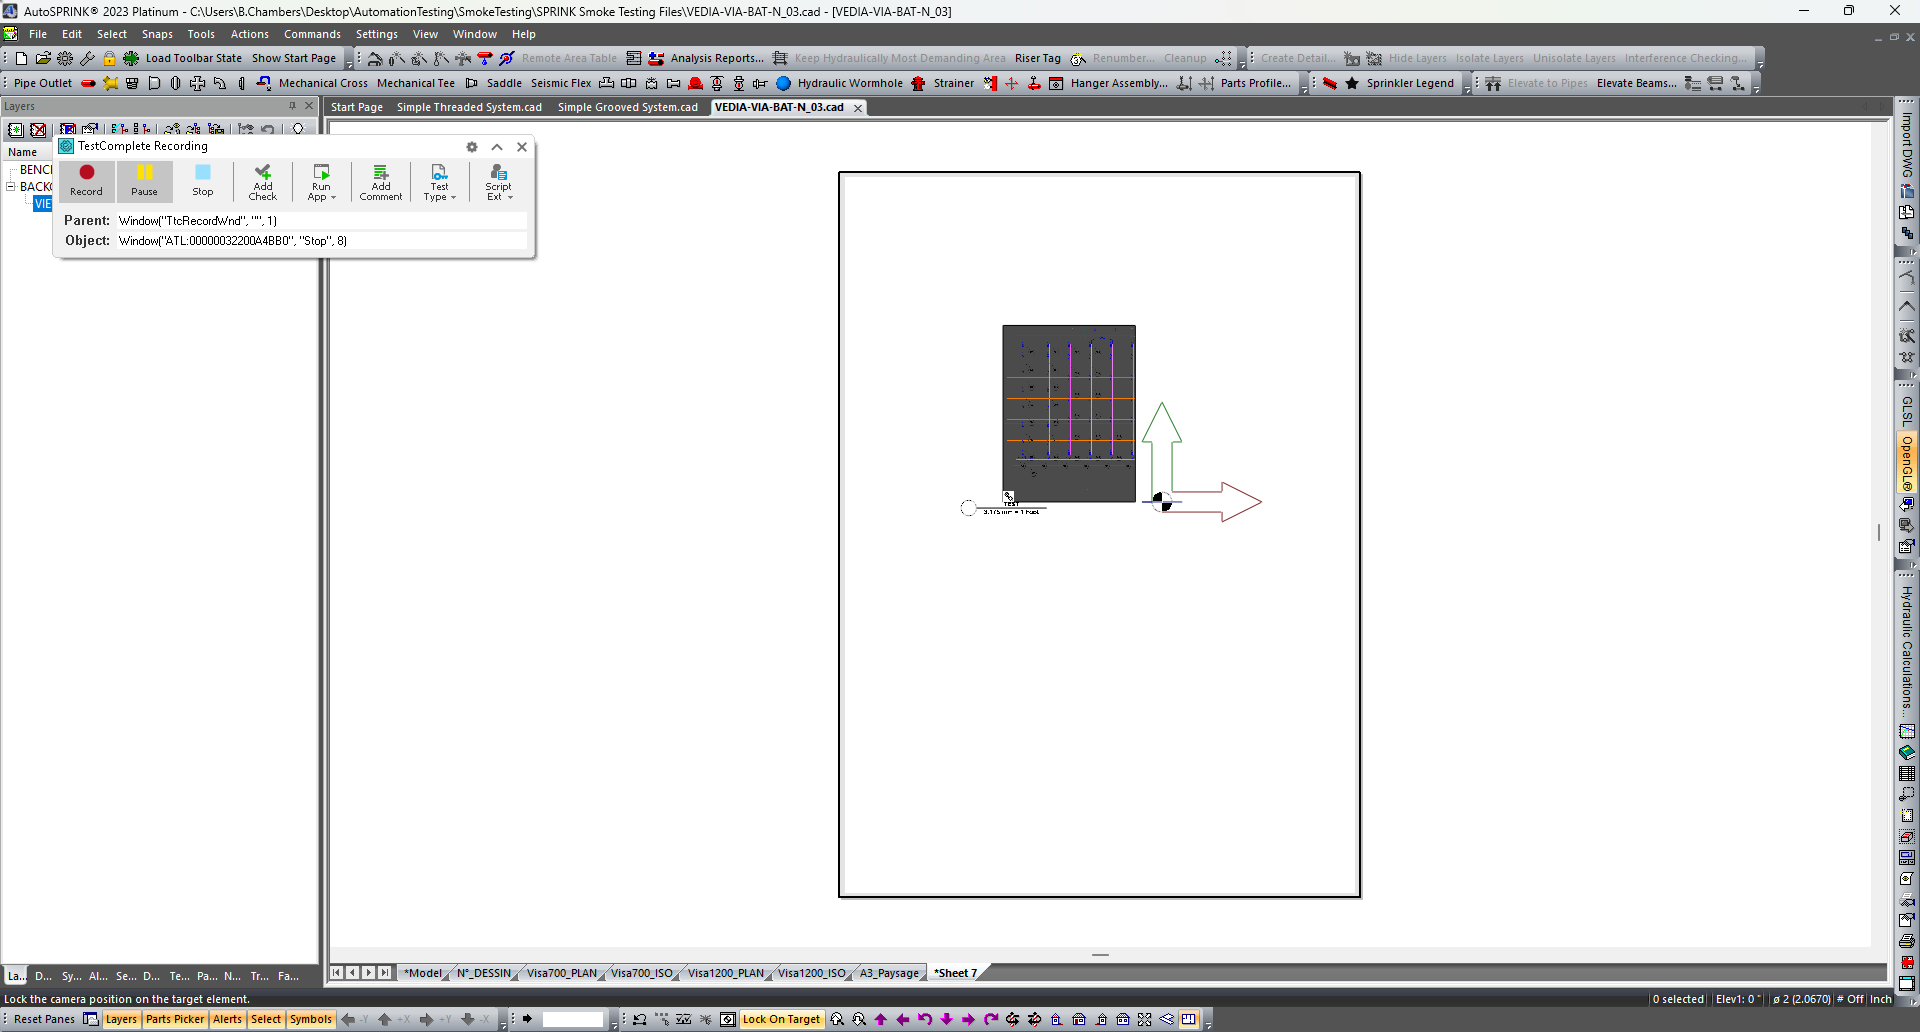 AutoSPRINK® 2023 Platinum - C:\Users\B.Chambers\Desktop\AutomationTesting\SmokeTesting\SPRINK Smoke Testing Files\VEDIA-VIA-BAT-N_03.cad - [VEDIA-VIA-BAT-N_03]
File Edit Select Snaps Tools Actions Commands Settings View Window Help
Load Toolbar State Show Start Page Remote Area Table Analysis Reports... Keep Hydraulically Most Demanding Area Riser Tag Renumber... Cleanup Create Detail... Hide Layers Isolate Layers Unisolate Layers Interference Checking...
Pipe Outlet Mechanical Cross Mechanical Tee Saddle Seismic Flex Hydraulic Wormhole Strainer Hanger Assembly... Parts Profile... Sprinkler Legend Elevate to Pipes Elevate Beams...
Layers
Start Page Simple Threaded System.cad Simple Grooved System.cad VEDIA-VIA-BAT-N_03.cad
Name
BENC
BACK
VIE
TestComplete Recording
Record Pause Stop Add Check Run App Add Comment Test Type Script Ext
Parent: Window("TtcRecordWnd", "", 1)
Object: Window("ATL:00000032200A4BB0", "Stop", 8)
Import DWG
GLSL
OpenGL®
Hydraulic Calculations...
TEST
La... D... Sy... Al... Se... D... Te... Pa... N... Tr... Fa...
*Model N°_DESSIN Visa700_PLAN Visa700_ISO Visa1200_PLAN Visa1200_ISO A3_Paysage *Sheet 7
Lock the camera position on the target element.
0 selected Elev1: 0 " ø 2 (2.0670) # Off Inch
Reset Panes Layers Parts Picker Alerts Select Symbols -Y +X +Y -X Lock On Target